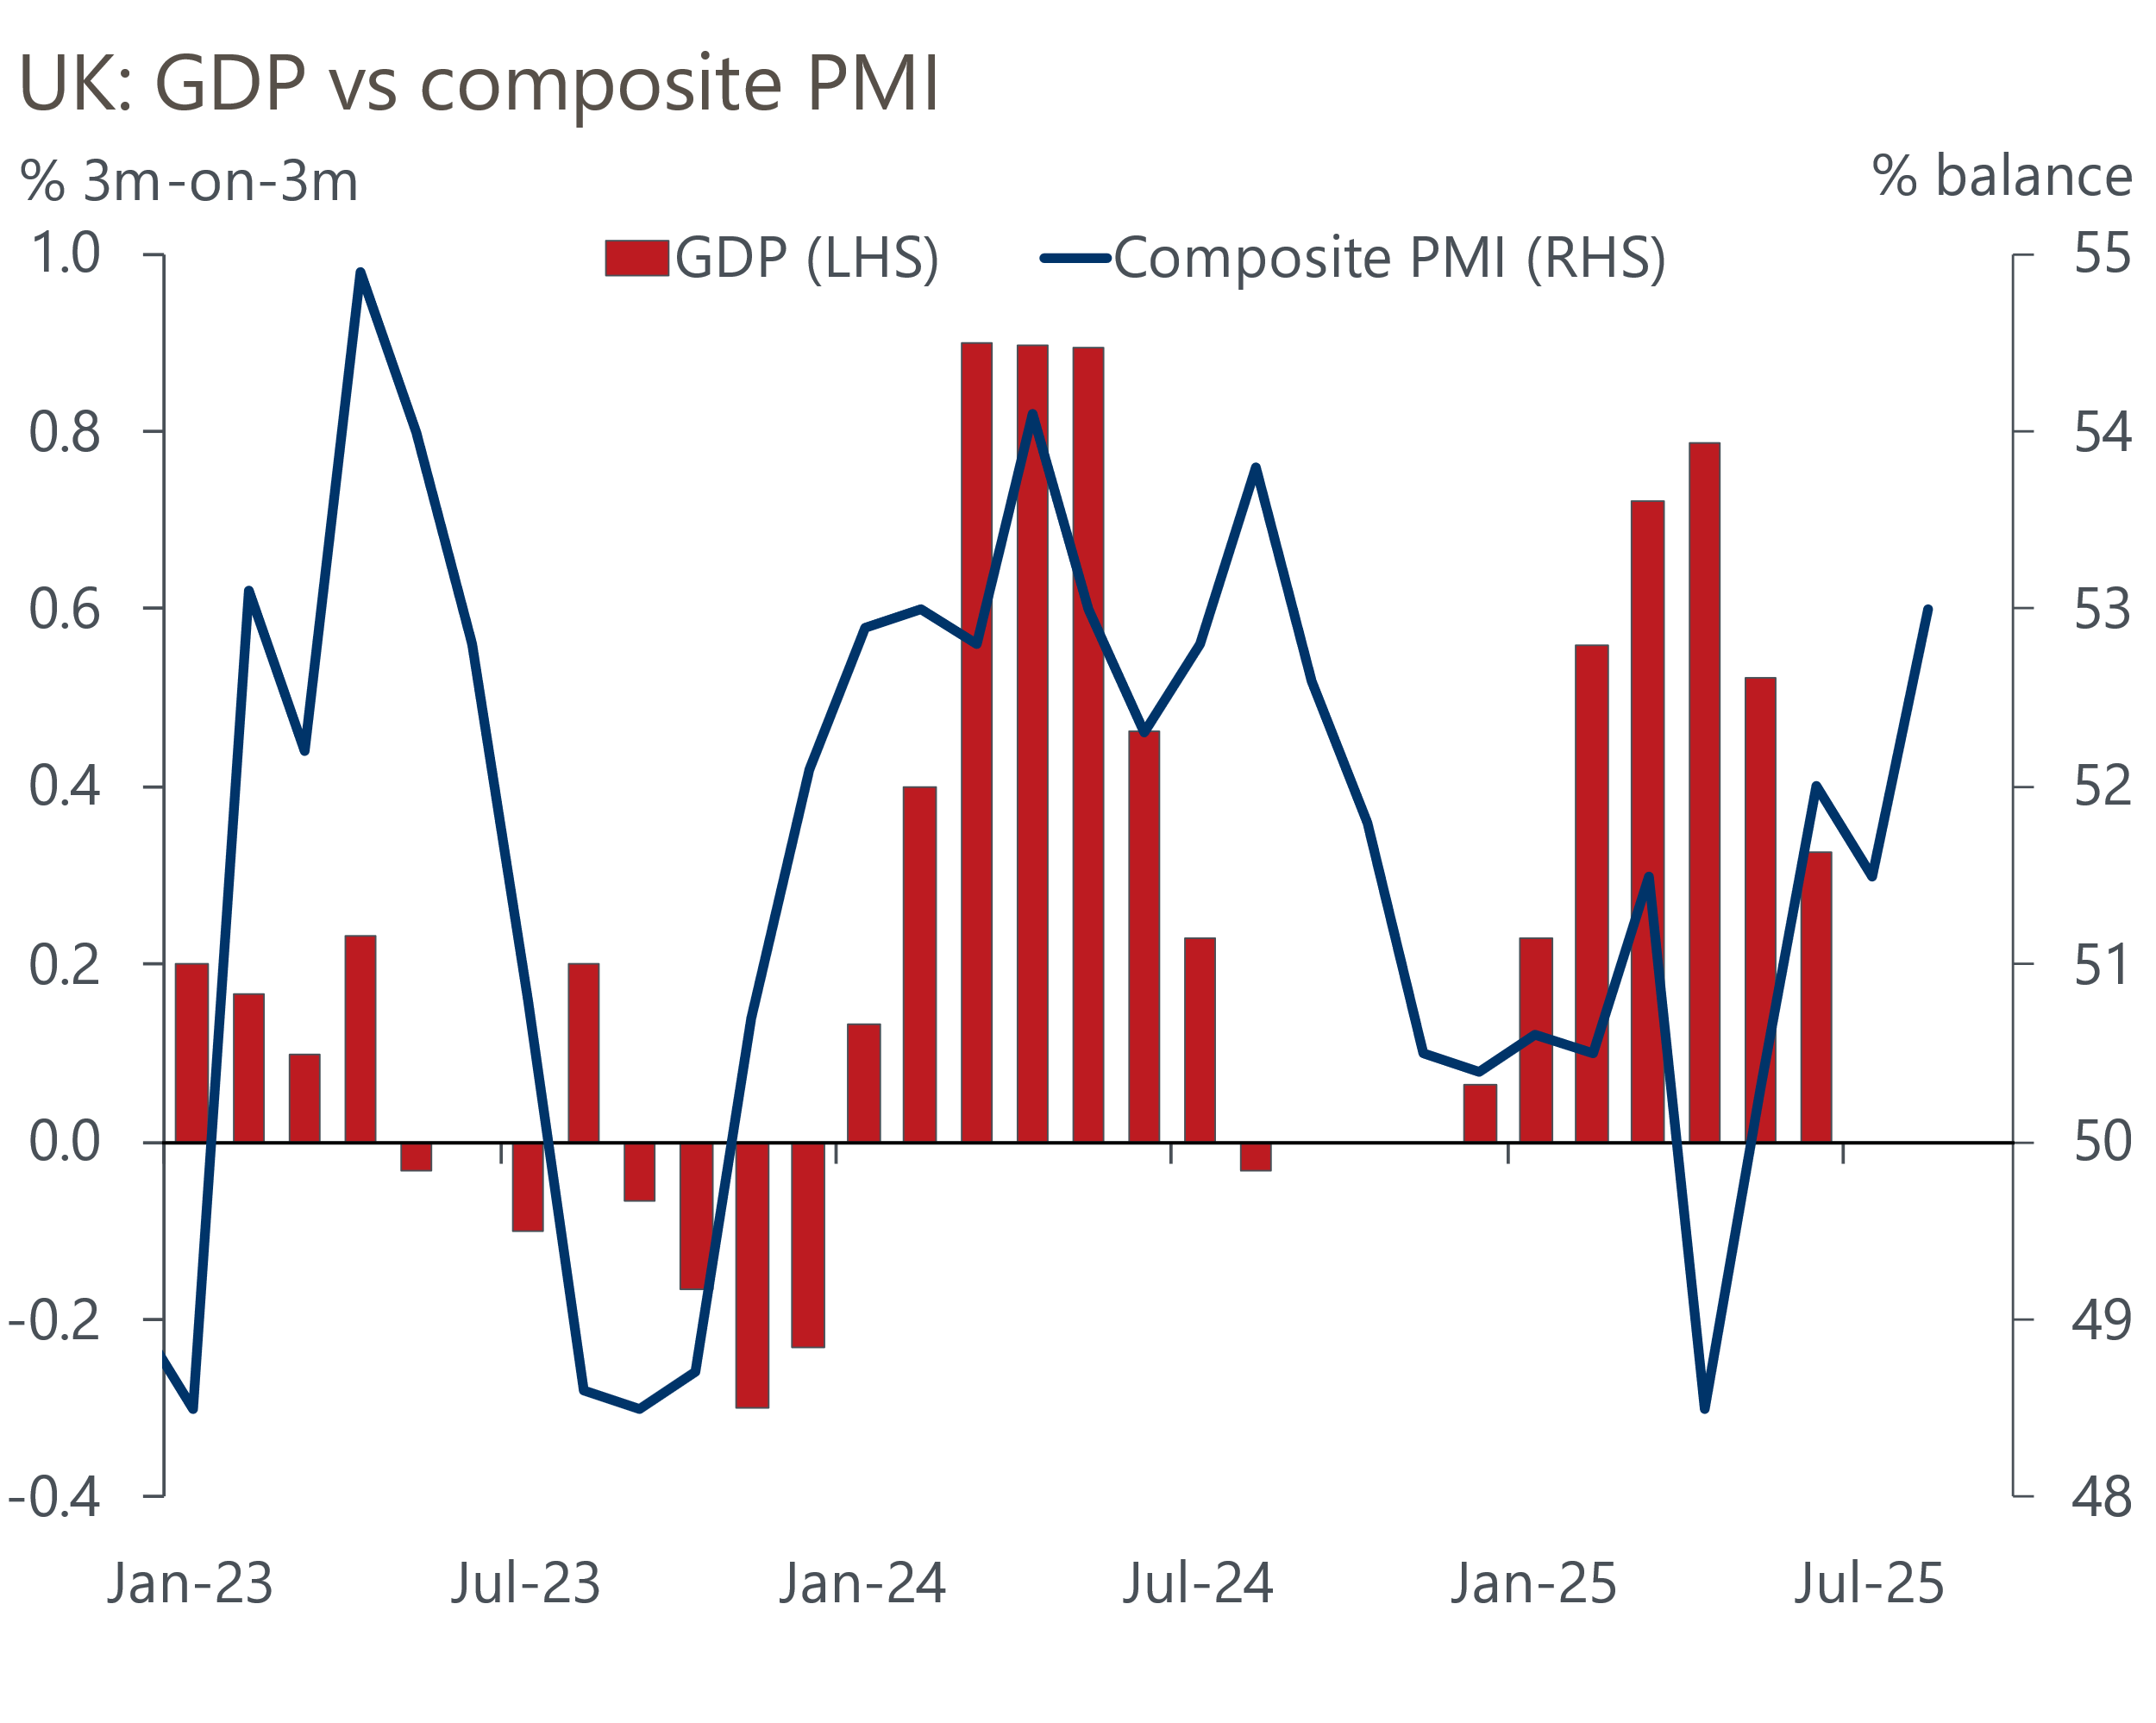 UK: GDP vs composite PMI
% 3m-on-3m
% balance
GDP (LHS)
Composite PMI (RHS)
1.0
0.8
0.6
0.4
0.2
0.0
-0.2
-0.4
55
54
53
52
51
50
49
48
Jan-23 Jul-23 Jan-24 Jul-24 Jan-25 Jul-25